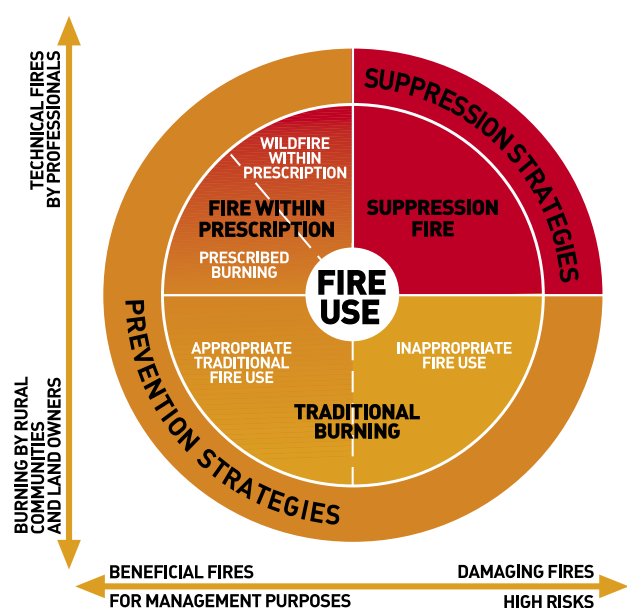 TECHNICAL FIRES
BY PROFESSIONALS
SUPPRESSION STRATEGIES
WILDFIRE
WITHIN
PRESCRIPTION
FIRE WITHIN
PRESCRIPTION
PRESCRIBED
BURNING
SUPPRESSION
FIRE
FIRE
USE
APPROPRIATE
TRADITIONAL
FIRE USE
INAPPROPRIATE
FIRE USE
TRADITIONAL
BURNING
PREVENTION STRATEGIES
BURNING BY RURAL
COMMUNITIES
AND LAND OWNERS
BENEFICIAL FIRES
DAMAGING FIRES
FOR MANAGEMENT PURPOSES
HIGH RISKS